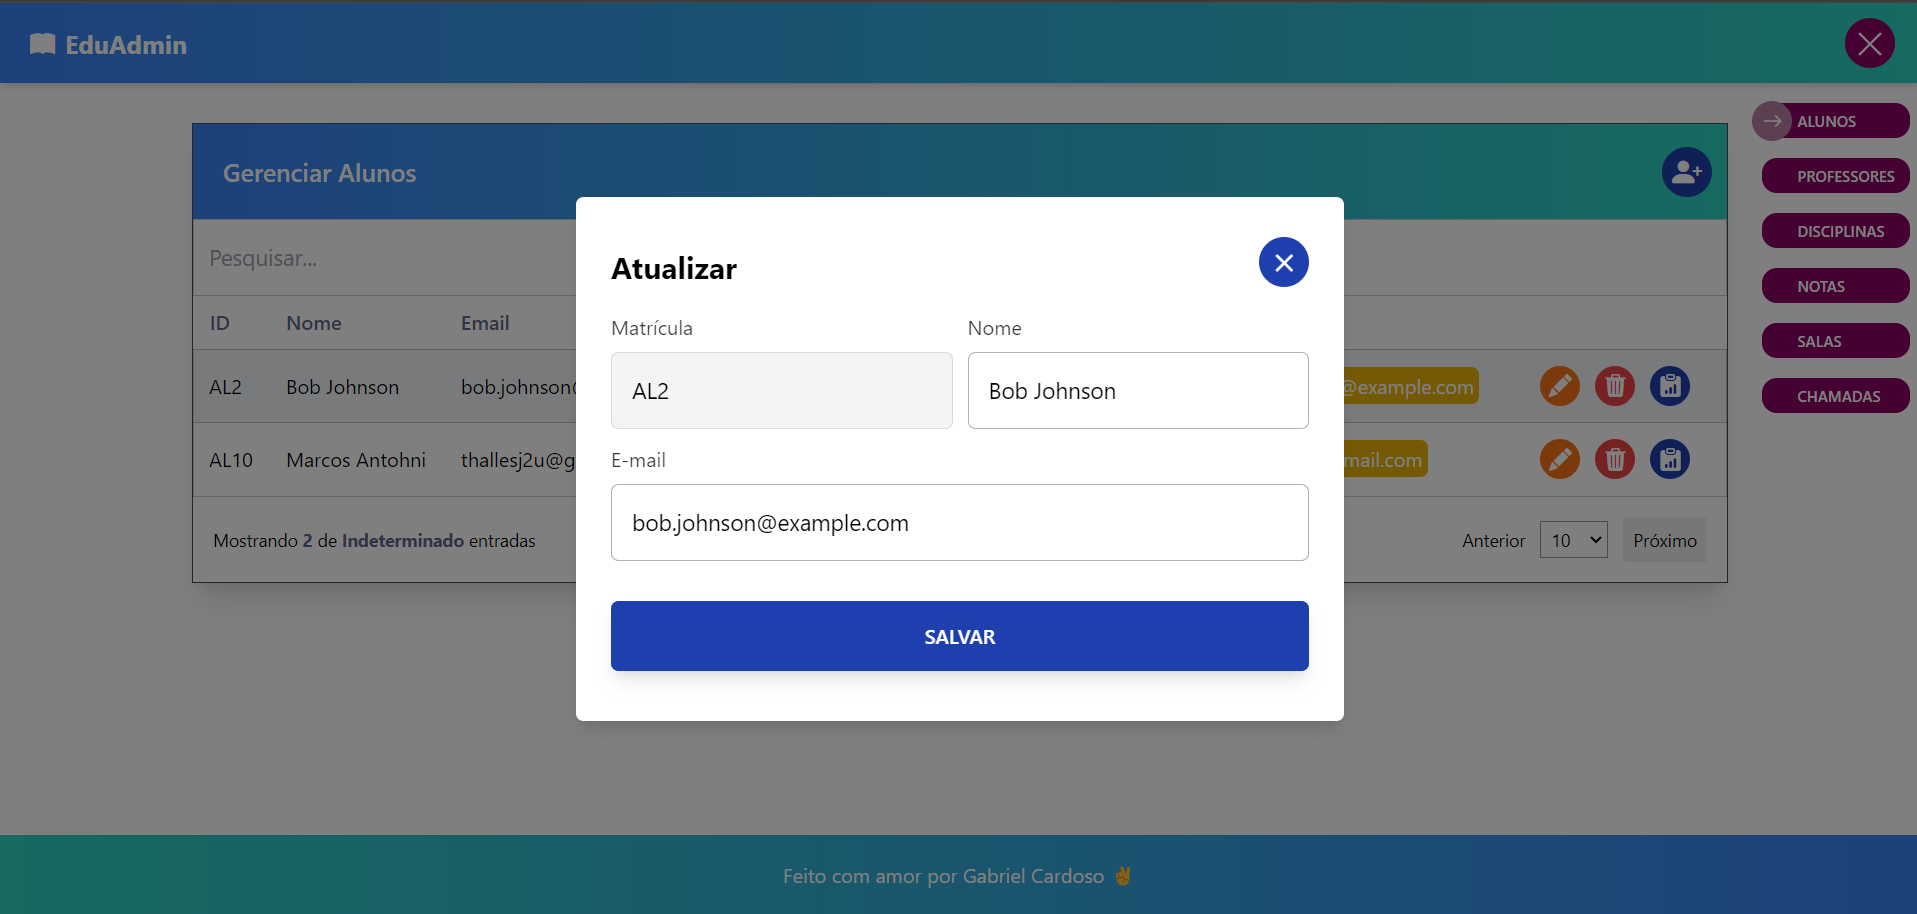 EduAdmin
ALUNOS
PROFESSORES
DISCIPLINAS
NOTAS
SALAS
CHAMADAS
Gerenciar Alunos
Pesquisar...
ID Nome Email
AL2 Bob Johnson bob.johnson @example.com
AL10 Marcos Antohni thallesj2u@g mail.com
Mostrando 2 de Indeterminado entradas
Anterior 10 Próximo
Atualizar
Matrícula Nome
AL2 Bob Johnson
E-mail
bob.johnson@example.com
SALVAR
Feito com amor por Gabriel Cardoso ✌